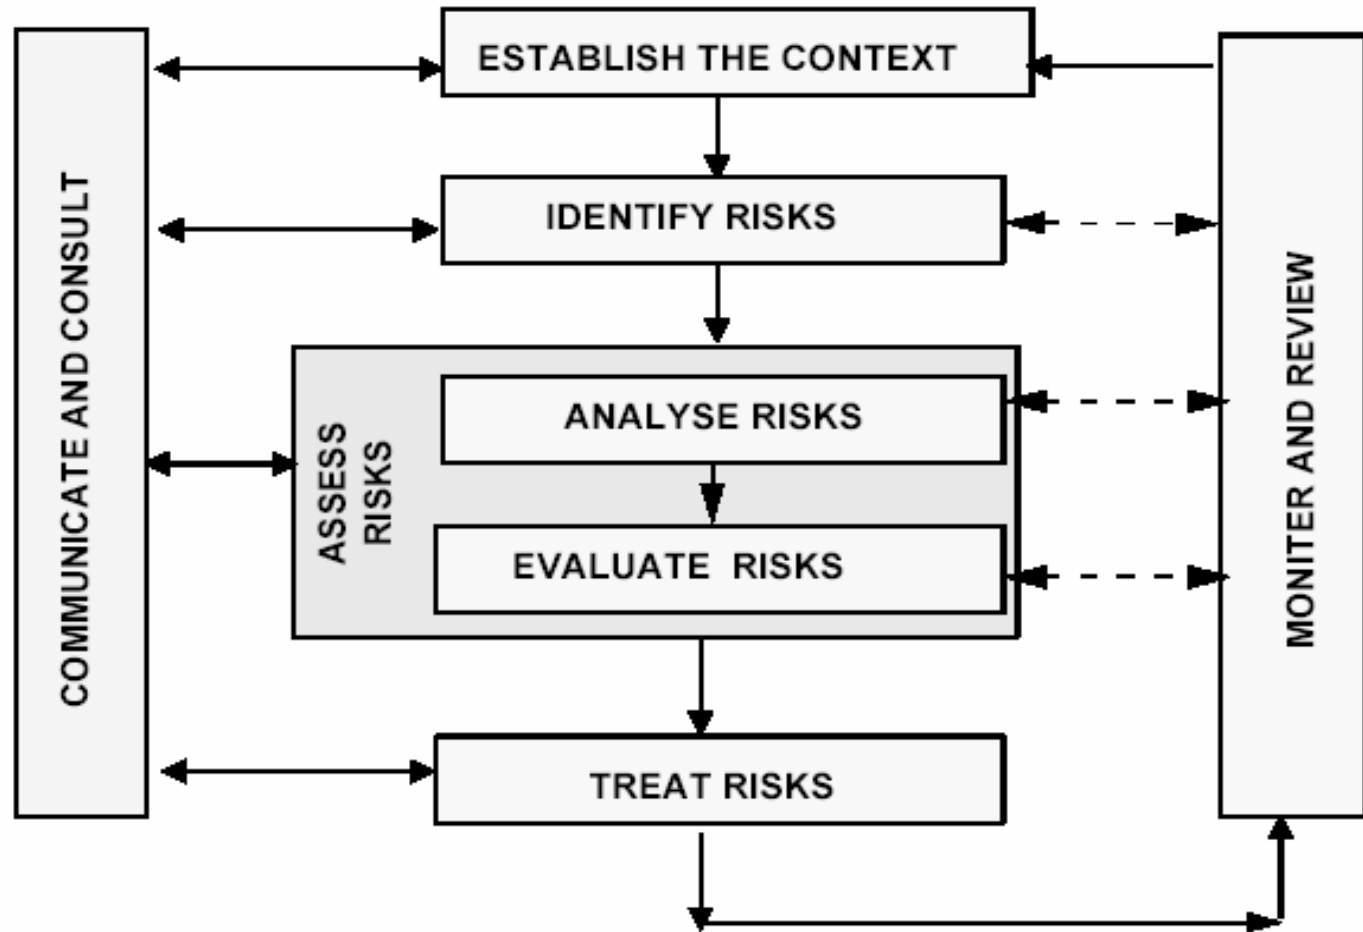 ESTABLISH THE CONTEXT
COMMUNICATE AND CONSULT
IDENTIFY RISKS
MONITER AND REVIEW
ASSESS
RISKS
ANALYSE RISKS
EVALUATE RISKS
TREAT RISKS